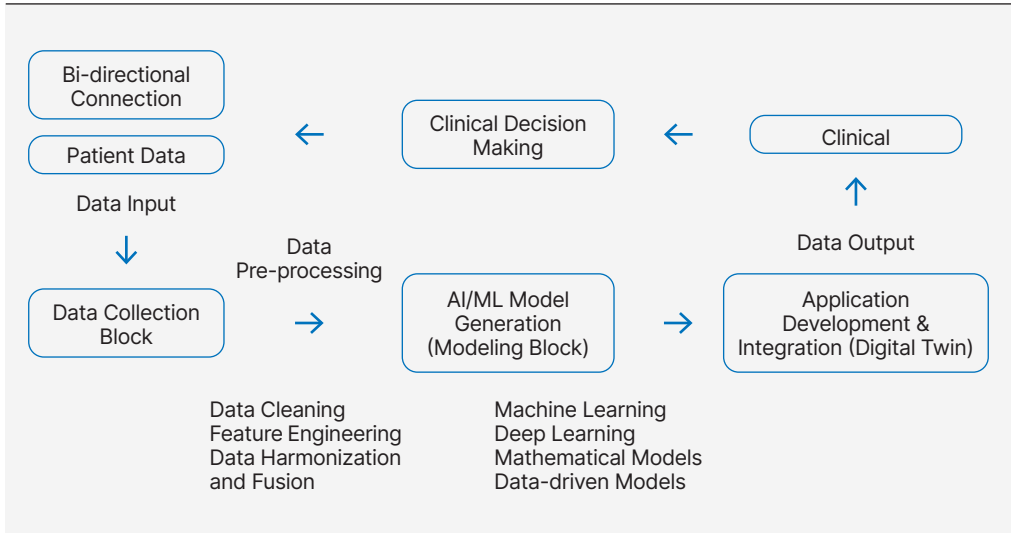 Bi-directional
Connection
Clinical Decision
Making
Clinical
Patient Data
Data Input
Data Output
Data
Pre-processing
Data Collection
Block
AI/ML Model
Generation
(Modeling Block)
Application
Development &
Integration (Digital Twin)
Data Cleaning
Feature Engineering
Data Harmonization
and Fusion
Machine Learning
Deep Learning
Mathematical Models
Data-driven Models